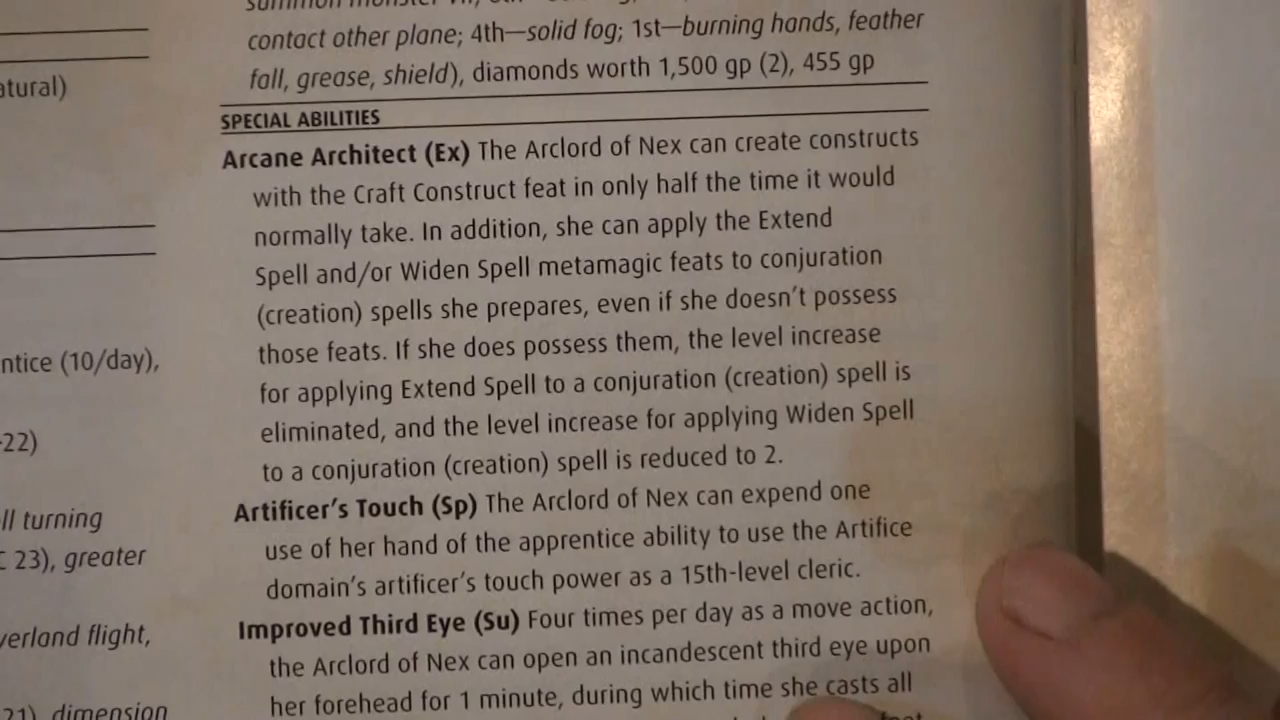 atural)
ntice (10/day),
22)
ll turning
23), greater
verland flight,
21), dimension
contact other plane; 4th—solid fog; 1st—burning hands, feather
fall, grease, shield), diamonds worth 1,500 gp (2), 455 gp
SPECIAL ABILITIES
Arcane Architect (Ex) The Arclord of Nex can create constructs
with the Craft Construct feat in only half the time it would
normally take. In addition, she can apply the Extend
Spell and/or Widen Spell metamagic feats to conjuration
(creation) spells she prepares, even if she doesn't possess
those feats. If she does possess them, the level increase
for applying Extend Spell to a conjuration (creation) spell is
eliminated, and the level increase for applying Widen Spell
to a conjuration (creation) spell is reduced to 2.
Artificer's Touch (Sp) The Arclord of Nex can expend one
use of her hand of the apprentice ability to use the Artifice
domain's artificer's touch power as a 15th-level cleric.
Improved Third Eye (Su) Four times per day as a move action,
the Arclord of Nex can open an incandescent third eye upon
her forehead for 1 minute, during which time she casts all